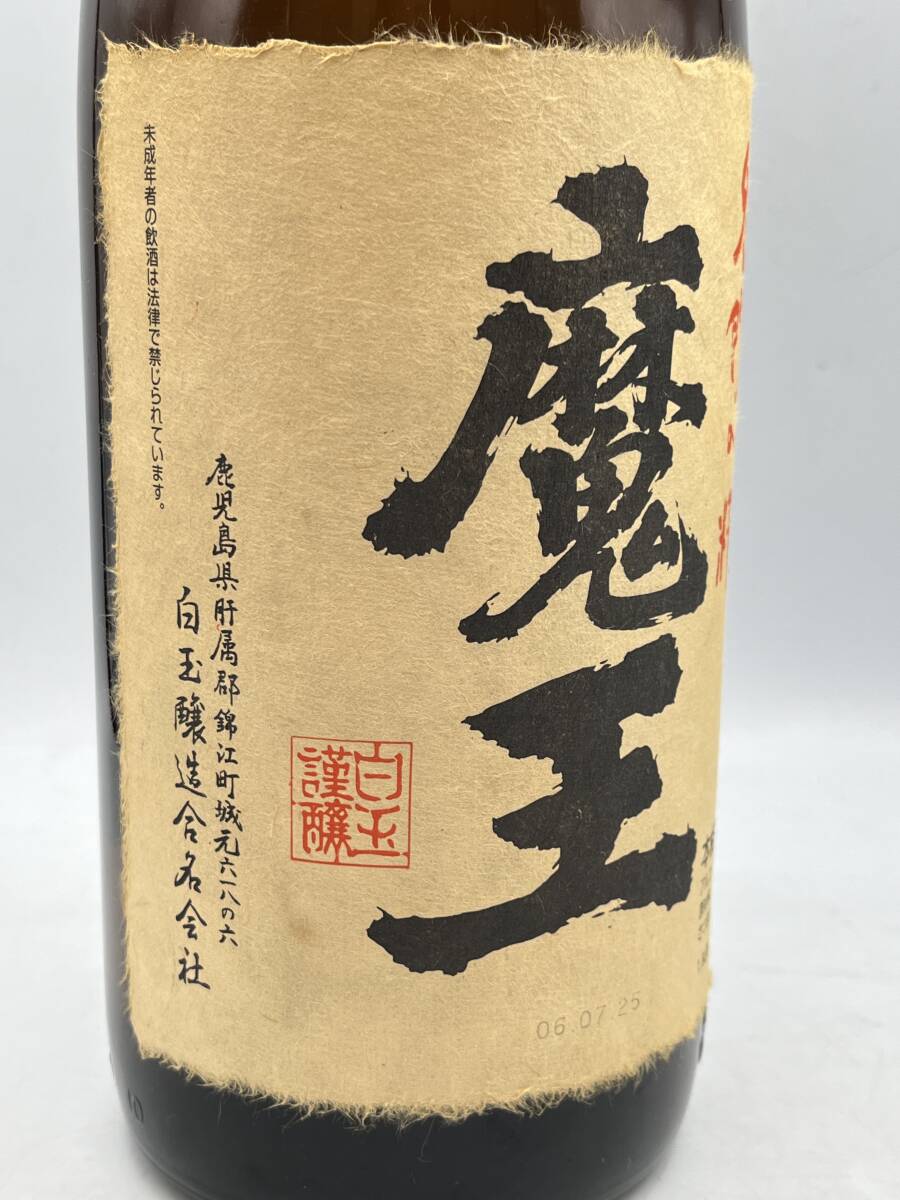 魔王
白玉
謹醸
鹿児島県肝属郡錦江町城元六一八の六
白玉醸造合名会社
未成年者の飲酒は法律で禁じられています。
06.07.25